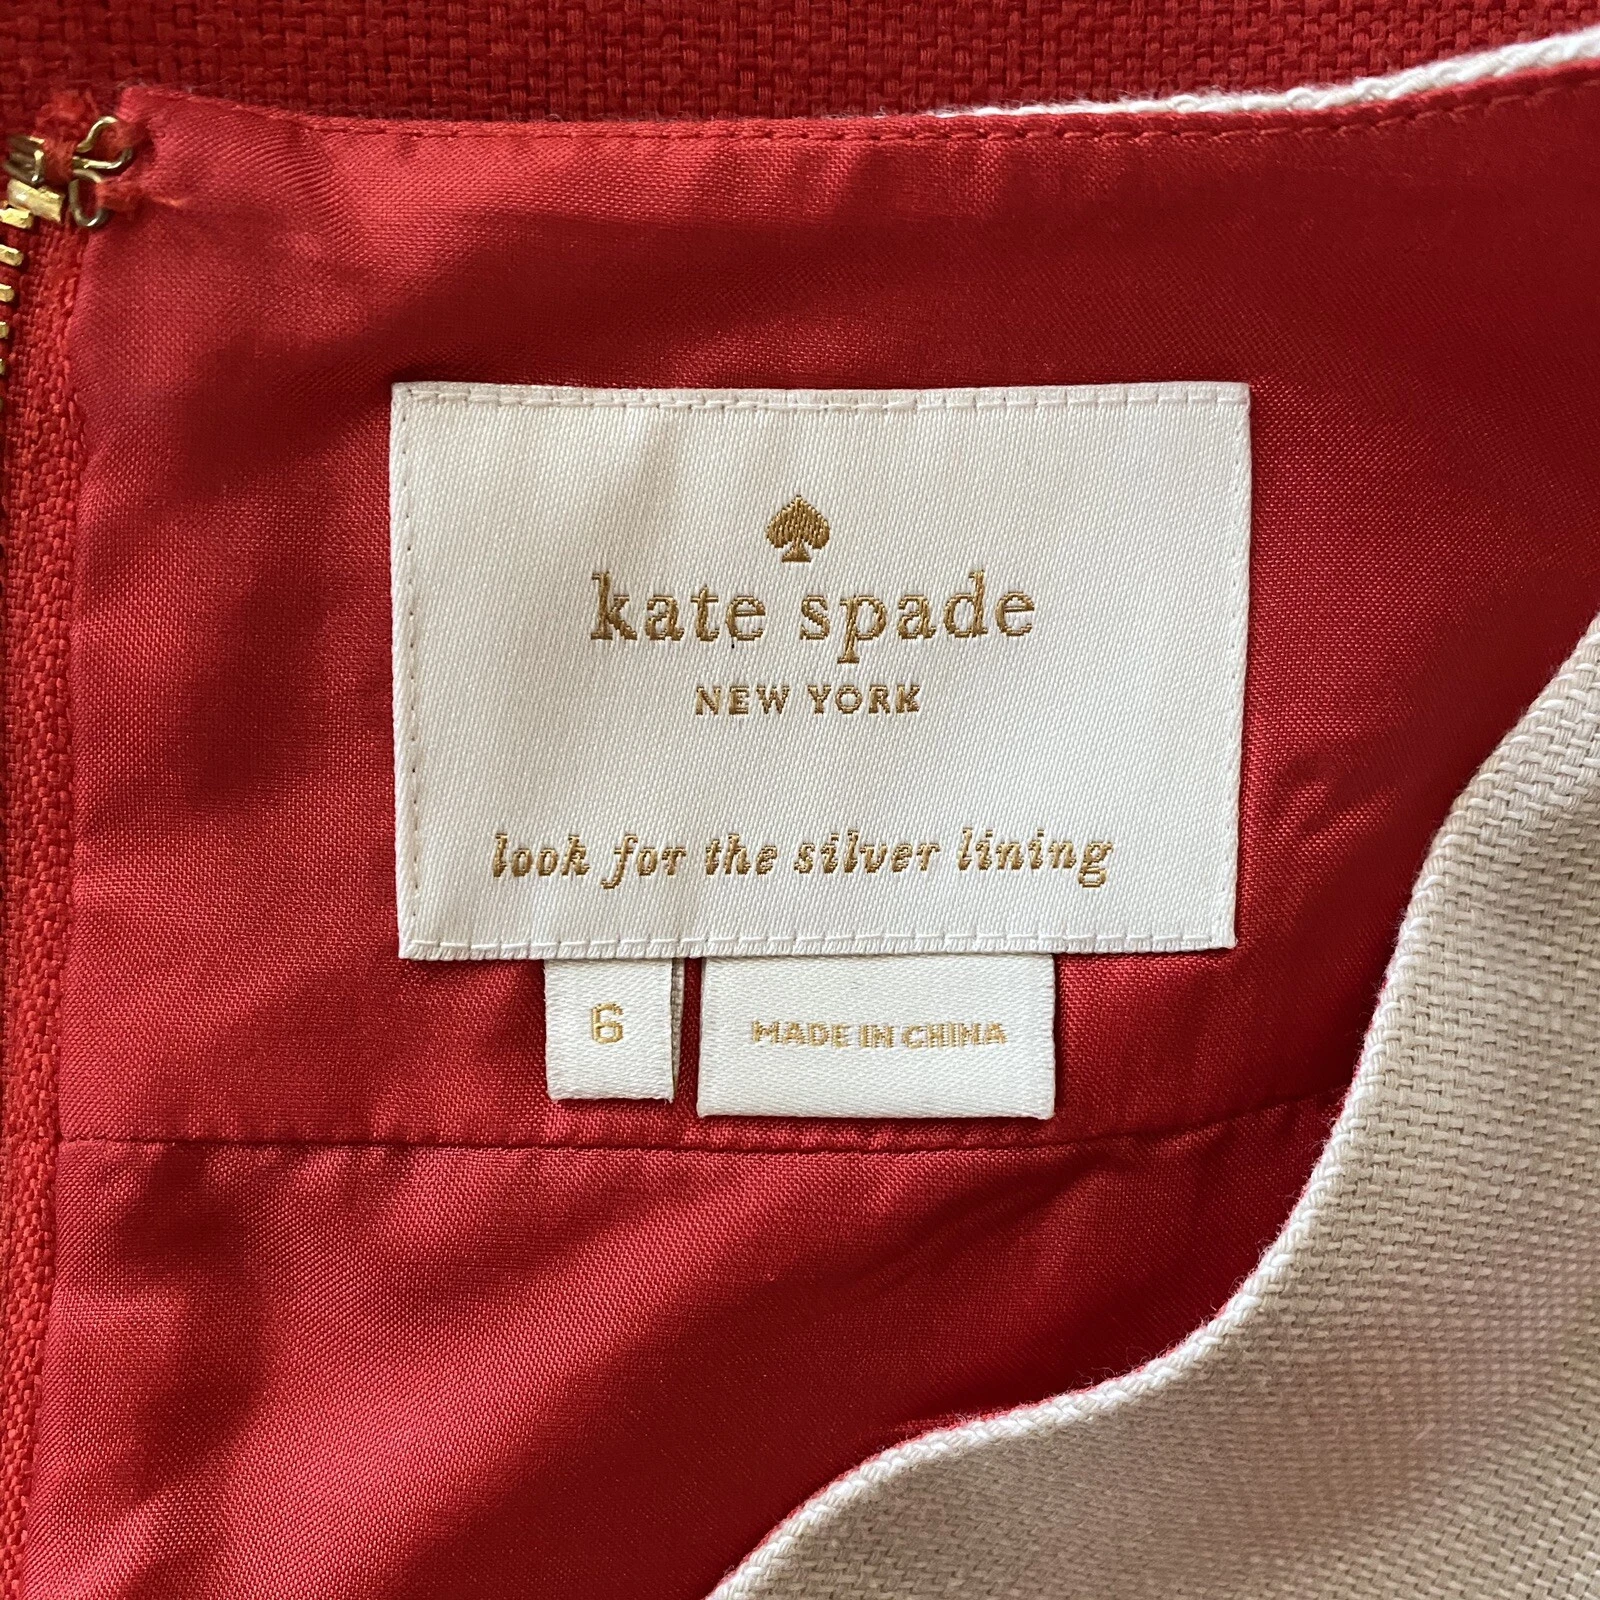 kate spade
NEW YORK
look for the silver lining
6
MADE IN CHINA